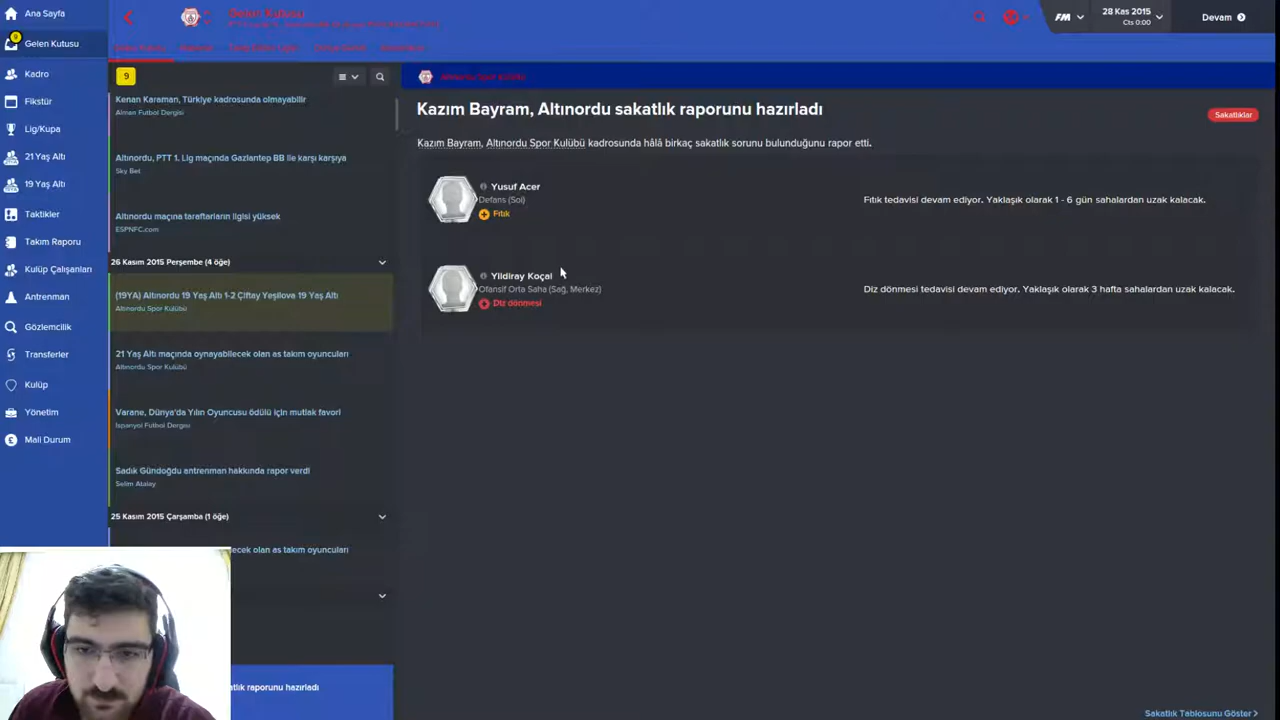 Ana Sayfa
9
Gelen Kutusu
Kadro
Fikstür
Lig/Kupa
21 Yaş Altı
19 Yaş Altı
Taktikler
Takım Raporu
Kulüp Çalışanları
Antrenman
Gözlemcilik
Transferler
Kulüp
Yönetim
Mali Durum
Gelen Kutusu
FM
28 Kas 2015
Cts 0:00
Devam
9
Kenan Karaman, Türkiye kadrosunda olmayabilir
Alman Futbol Dergisi
Altınordu, PTT 1. Lig maçında Gaziantep BB ile karşı karşıya
Sky Bet
Altınordu maçına taraftarların ilgisi yüksek
ESPNFC.com
26 Kasım 2015 Perşembe (4 öğe)
(19YA) Altınordu 19 Yaş Altı 1-2 Çiftay Yeşilova 19 Yaş Altı
Altınordu Spor Kulübü
21 Yaş Altı maçında oynayabilecek olan as takım oyuncuları
Altınordu Spor Kulübü
Varane, Dünya'da Yılın Oyuncusu ödülü için mutlak favori
İspanyol Futbol Dergisi
Sadık Gündoğdu antrenman hakkında rapor verdi
Selim Atalay
25 Kasım 2015 Çarşamba (1 öğe)
ecek olan as takım oyuncuları
atlık raporunu hazırladı
Altınordu Spor Kulübü
Kazım Bayram, Altınordu sakatlık raporunu hazırladı
Sakatlıklar
Kazım Bayram, Altınordu Spor Kulübü kadrosunda hâlâ birkaç sakatlık sorunu bulunduğunu rapor etti.
Yusuf Acer
Defans (Sol)
Fıtık
Fıtık tedavisi devam ediyor. Yaklaşık olarak 1 - 6 gün sahalardan uzak kalacak.
Yildiray Koçal
Ofansif Orta Saha (Sağ, Merkez)
Diz dönmesi
Diz dönmesi tedavisi devam ediyor. Yaklaşık olarak 3 hafta sahalardan uzak kalacak.
Sakatlık Tablosunu Göster >